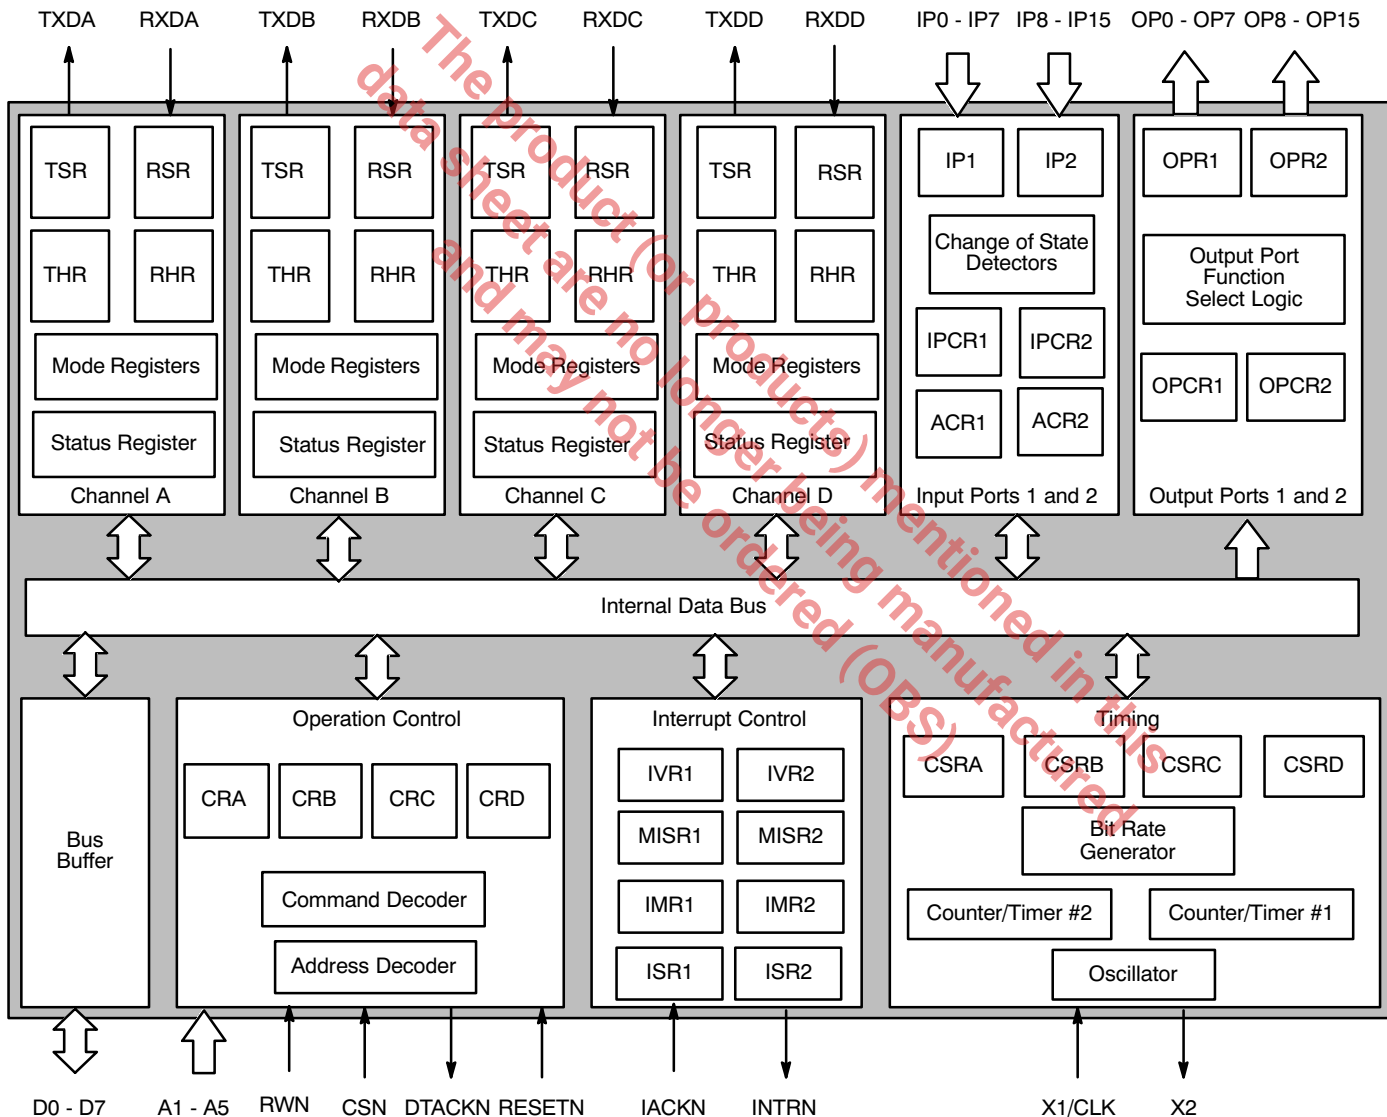 TXDA RXDA TXDB RXDB TXDC RXDC TXDD RXDD IP0 - IP7 IP8 - IP15 OP0 - OP7 OP8 - OP15
TSR RSR
THR RHR
Mode Registers
Status Register
Channel A
TSR RSR
THR RHR
Mode Registers
Status Register
Channel B
TSR RSR
THR RHR
Mode Registers
Status Register
Channel C
TSR RSR
THR RHR
Mode Registers
Status Register
Channel D
IP1 IP2
Change of State
Detectors
IPCR1 IPCR2
ACR1 ACR2
Input Ports 1 and 2
OPR1 OPR2
Output Port
Function
Select Logic
OPCR1 OPCR2
Output Ports 1 and 2
Internal Data Bus
Bus
Buffer
Operation Control
CRA CRB CRC CRD
Command Decoder
Address Decoder
Interrupt Control
IVR1 IVR2
MISR1 MISR2
IMR1 IMR2
ISR1 ISR2
Timing
CSRA CSRB CSRC CSRD
Bit Rate
Generator
Counter/Timer #2 Counter/Timer #1
Oscillator
D0 - D7 A1 - A5 RWN CSN DTACKN RESETN IACKN INTRN X1/CLK X2
The product (or products) mentioned in this
data sheet are no longer being manufactured
and may not be ordered (OBS)